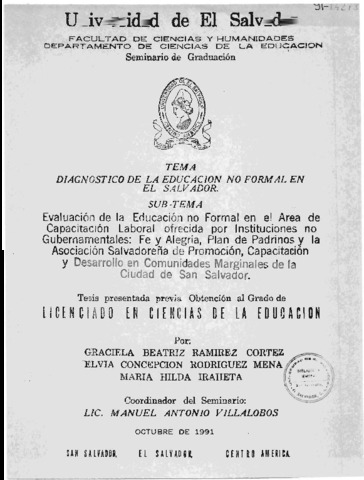 U_iv_idad de El Salvad
FACULTAD DE CIENCIAS Y HUMANIDADES
DEPARTAMENTO DE CIENCIAS DE LA EDUCACION
Seminario de Graduación
TEMA
DIAGNOSTICO DE LA EDUCACION NO FORMAL EN
EL SALVADOR.
SUB-TEMA
Evaluación de la Educación no Formal en el Area de
Capacitación Laboral ofrecida por Instituciones no
Gubernamentales: Fe y Alegría, Plan de Padrinos y la
Asociación Salvadoreña de Promoción, Capacitación
y Desarrollo en Comunidades Marginales de la
Ciudad de San Salvador.
Tesis presentada previa Obtención al Grado de
LICENCIADO EN CIENCIAS DE LA EDUCACION
Por:
GRACIELA BEATRIZ RAMIREZ CORTEZ
ELVIA CONCEPCION RODRIGUEZ MENA
MARIA HILDA IRAHETA
Coordinador del Seminario:
LIC. MANUEL ANTONIO VILLALOBOS
OCTUBRE DE 1991
SAN SALVADOR, EL SALVADOR, CENTRO AMERICA.